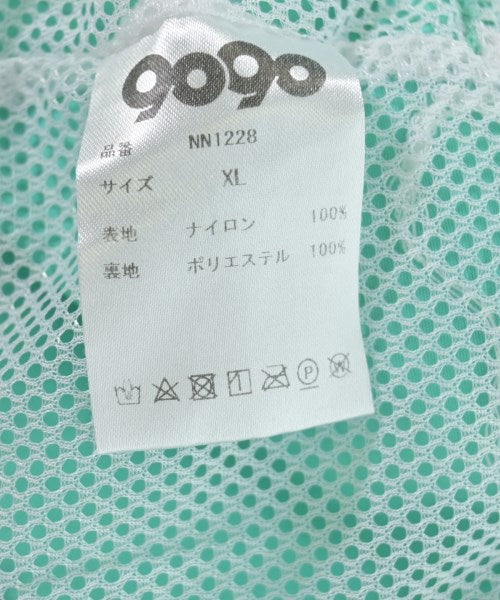 gogo
品番 NN1228
サイズ XL
表地 ナイロン 100%
裏地 ポリエステル 100%
P
W